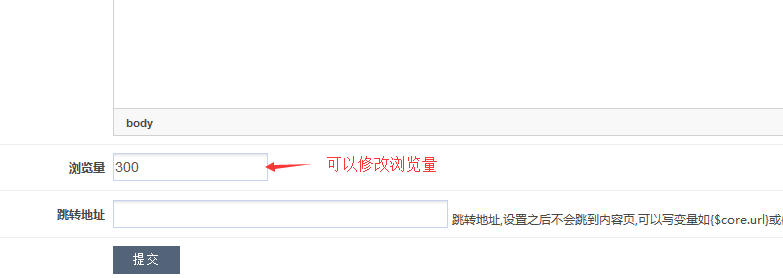 body
浏览量 300 可以修改浏览量
跳转地址 跳转地址,设置之后不会跳到内容页,可以写变量如{$core.url}或
提交